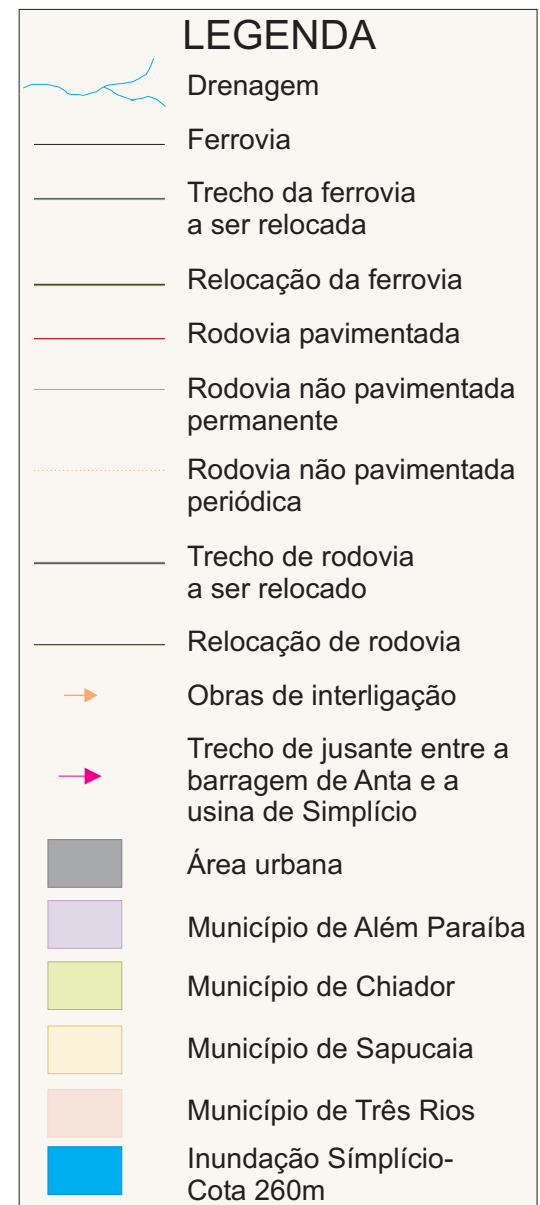 LEGENDA
Drenagem
Ferrovia
Trecho da ferrovia
a ser relocada
Relocação da ferrovia
Rodovia pavimentada
Rodovia não pavimentada
permanente
Rodovia não pavimentada
periódica
Trecho de rodovia
a ser relocado
Relocação de rodovia
Obras de interligação
Trecho de jusante entre a
barragem de Anta e a
usina de Simplício
Área urbana
Município de Além Paraíba
Município de Chiador
Município de Sapucaia
Município de Três Rios
Inundação Símplício-
Cota 260m